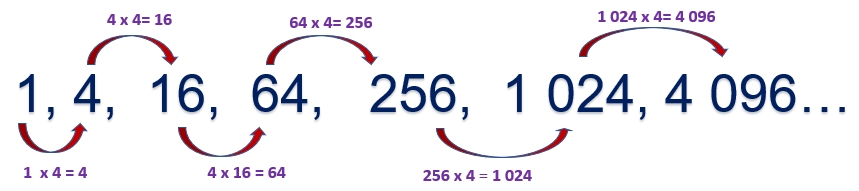 4 x 4= 16
64 x 4= 256
1 024 x 4= 4 096
1, 4, 16, 64, 256, 1 024, 4 096...
1 x 4 = 4
4 x 16 = 64
256 x 4 = 1 024